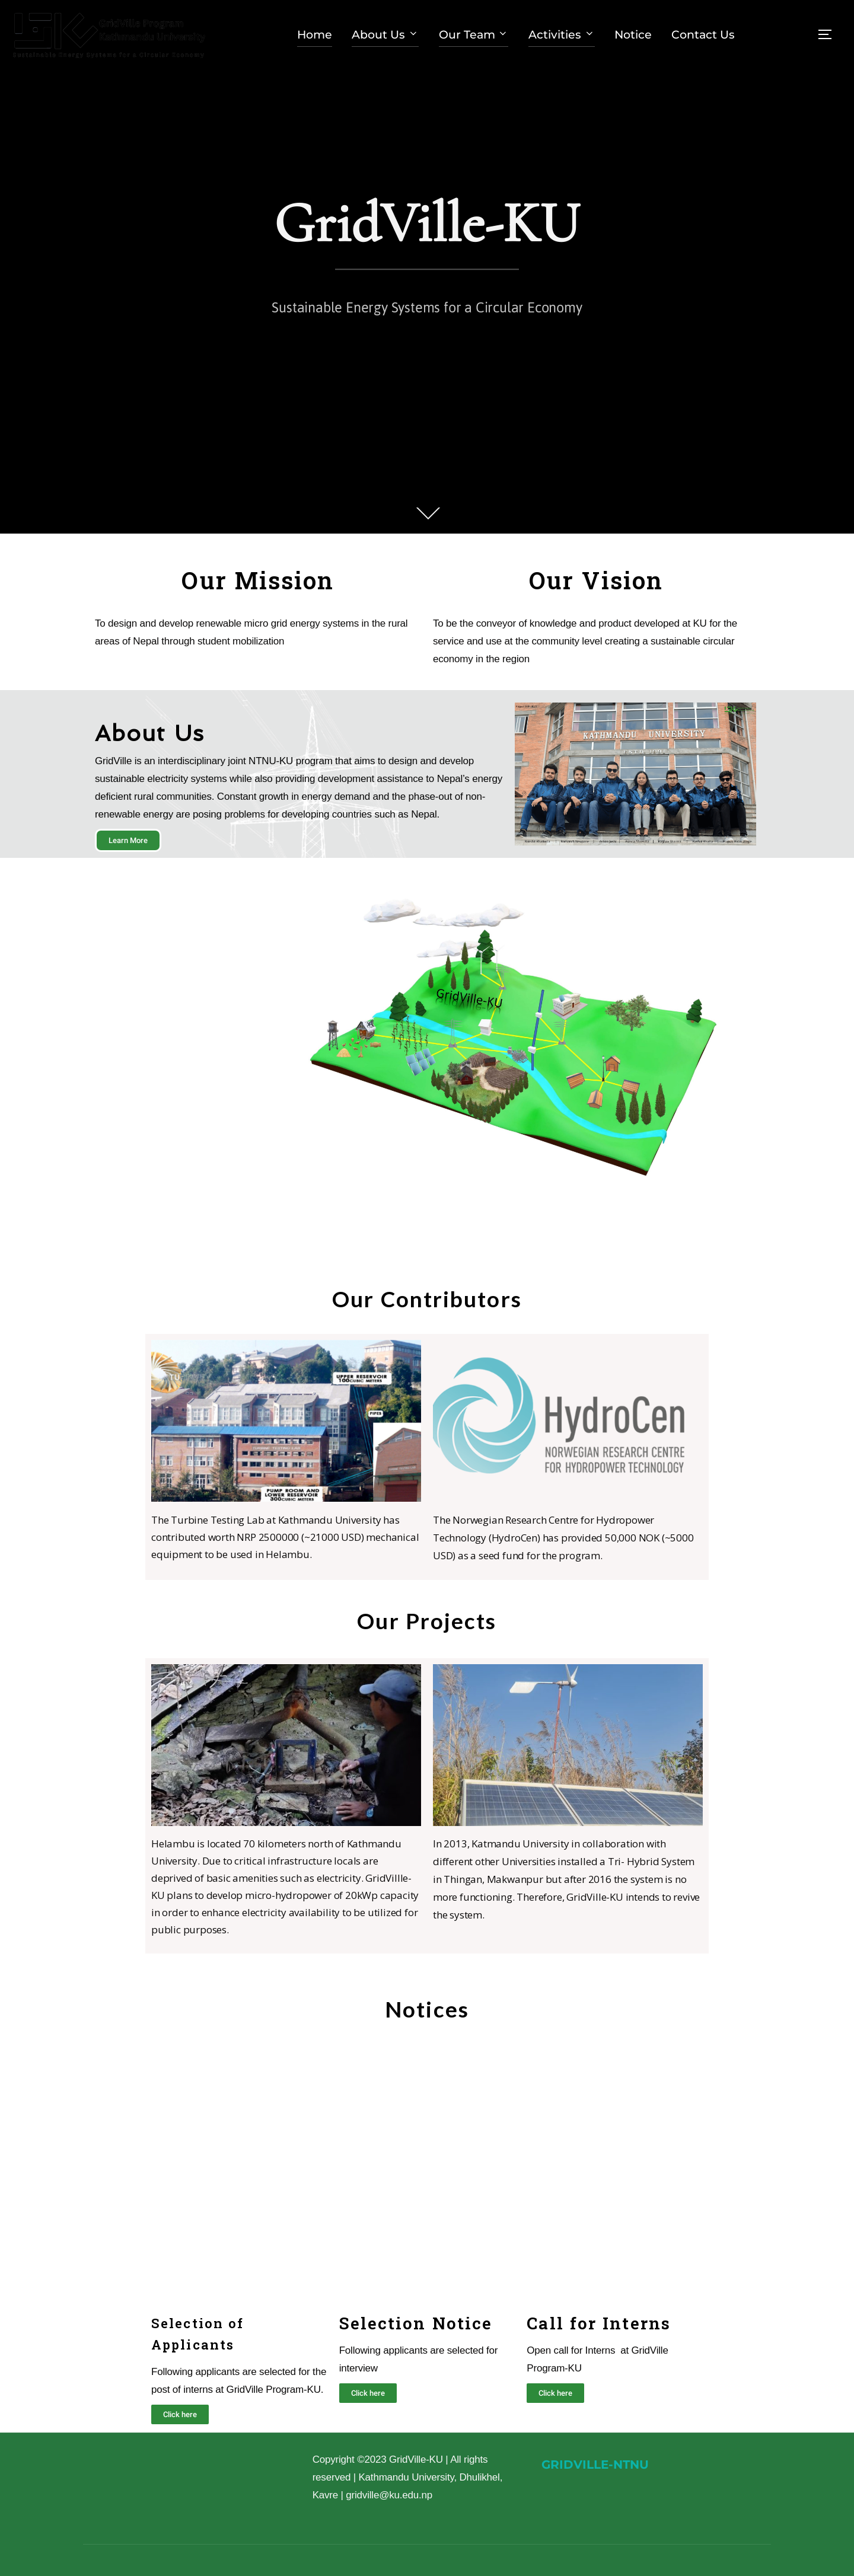 GridVille Program
Kathmandu University
Sustainable Energy Systems for a Circular Economy
Home About Us Our Team Activities Notice Contact Us
GridVille-KU
Sustainable Energy Systems for a Circular Economy
Our Mission
To design and develop renewable micro grid energy systems in the rural
areas of Nepal through student mobilization
Our Vision
To be the conveyor of knowledge and product developed at KU for the
service and use at the community level creating a sustainable circular
economy in the region
About Us
GridVille is an interdisciplinary joint NTNU-KU program that aims to design and develop
sustainable electricity systems while also providing development assistance to Nepal's energy
deficient rural communities. Constant growth in energy demand and the phase-out of non-
renewable energy are posing problems for developing countries such as Nepal.
Learn More
KATHMANDU UNIVERSITY
GridVille-KU
Our Contributors
UPPER RESERVOIR
100CUBIC METERS
PIPES
PUMP ROOM AND
LOWER RESERVOIR
300CUBIC METERS
The Turbine Testing Lab at Kathmandu University has
contributed worth NRP 2500000 (~21000 USD) mechanical
equipment to be used in Helambu.
HydroCen
NORWEGIAN RESEARCH CENTRE
FOR HYDROPOWER TECHNOLOGY
The Norwegian Research Centre for Hydropower
Technology (HydroCen) has provided 50,000 NOK (~5000
USD) as a seed fund for the program.
Our Projects
Helambu is located 70 kilometers north of Kathmandu
University. Due to critical infrastructure locals are
deprived of basic amenities such as electricity. GridVillle-
KU plans to develop micro-hydropower of 20kWp capacity
in order to enhance electricity availability to be utilized for
public purposes.
In 2013, Katmandu University in collaboration with
different other Universities installed a Tri- Hybrid System
in Thingan, Makwanpur but after 2016 the system is no
more functioning. Therefore, GridVille-KU intends to revive
the system.
Notices
Selection of
Applicants
Following applicants are selected for the
post of interns at GridVille Program-KU.
Click here
Selection Notice
Following applicants are selected for
interview
Click here
Call for Interns
Open call for Interns  at GridVille
Program-KU
Click here
Copyright ©2023 GridVille-KU | All rights
reserved | Kathmandu University, Dhulikhel,
Kavre | gridville@ku.edu.np
GRIDVILLE-NTNU